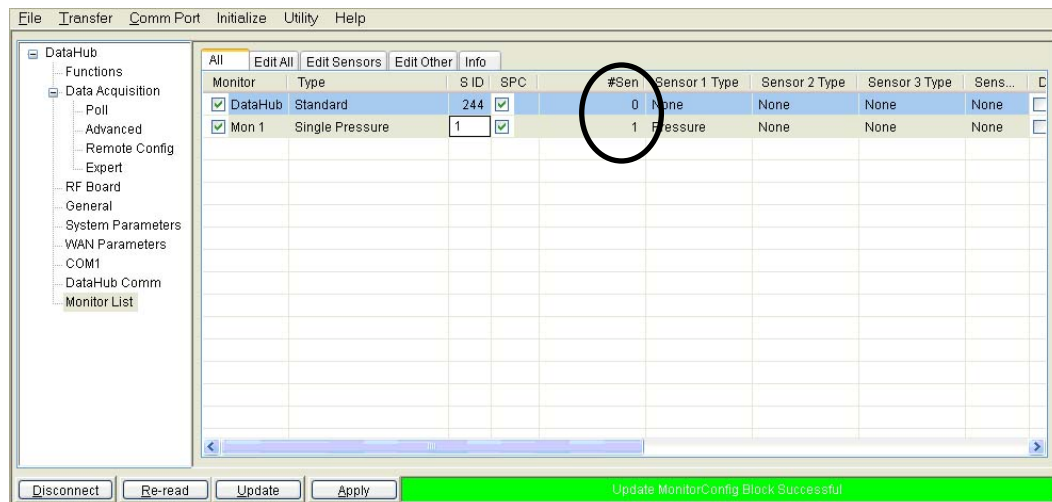 File Transfer Comm Port Initialize Utility Help
DataHub
Functions
Data Acquisition
Poll
Advanced
Remote Config
Expert
RF Board
General
System Parameters
WAN Parameters
COM1
DataHub Comm
Monitor List
All Edit All Edit Sensors Edit Other Info
Monitor Type S ID SPC #Sen Sensor 1 Type Sensor 2 Type Sensor 3 Type Sens... D
DataHub Standard 244 0 None None None None
Mon 1 Single Pressure 1 1 Pressure None None None
Disconnect Re-read Update Apply Update MonitorConfig Block Successful